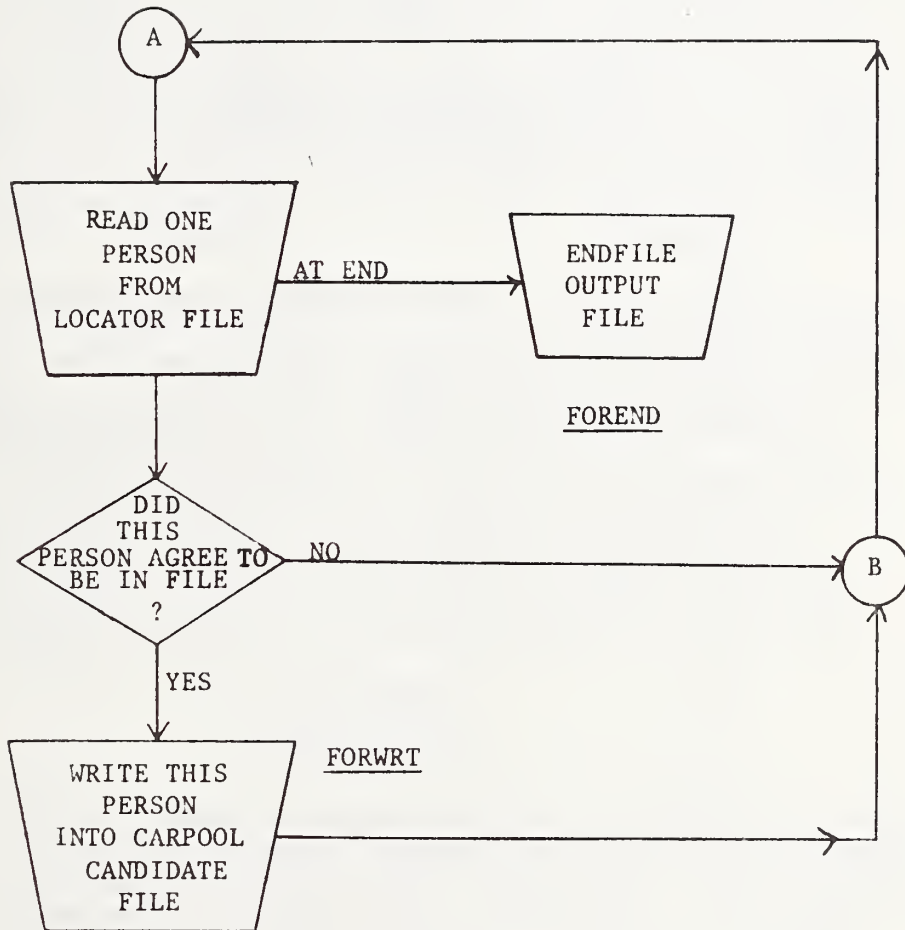 A
READ ONE
PERSON
FROM
LOCATOR FILE
AT END
ENDFILE
OUTPUT
FILE
FOREND
DID
THIS
PERSON AGREE TO
BE IN FILE
?
NO
B
YES
FORWRT
WRITE THIS
PERSON
INTO CARPOOL
CANDIDATE
FILE